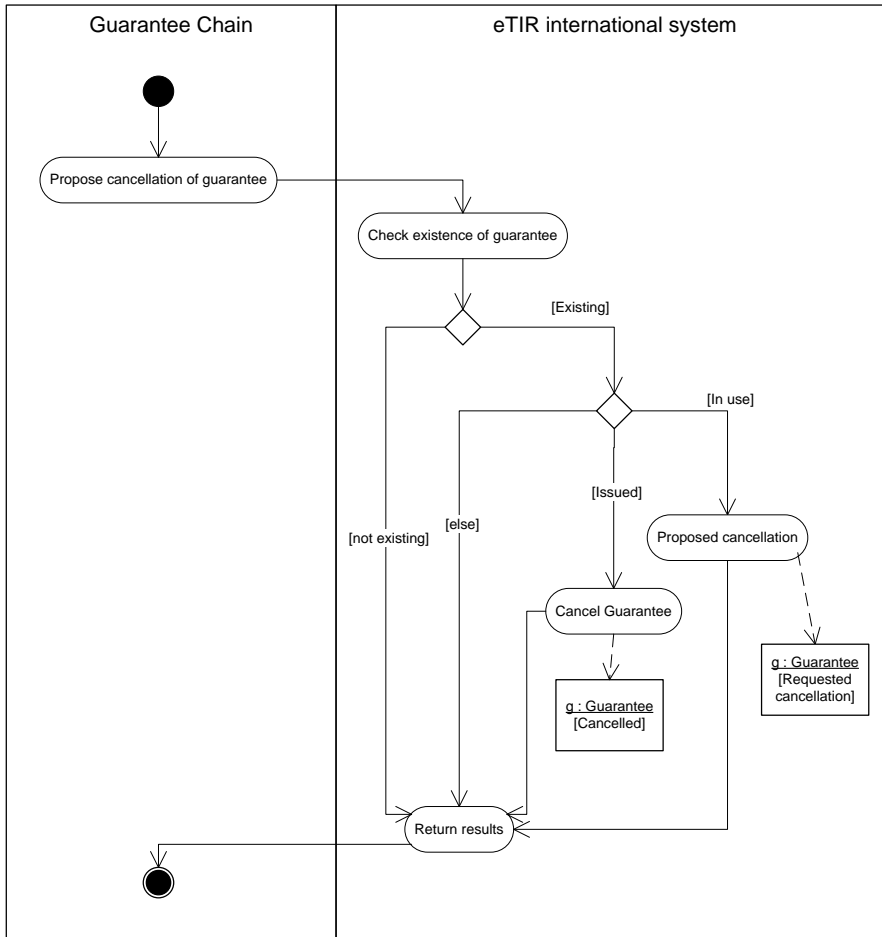 Guarantee Chain
eTIR international system
Propose cancellation of guarantee
Check existence of guarantee
[Existing]
[In use]
[Issued]
[else]
[not existing]
Proposed cancellation
Cancel Guarantee
g : Guarantee
[Requested
cancellation]
g : Guarantee
[Cancelled]
Return results